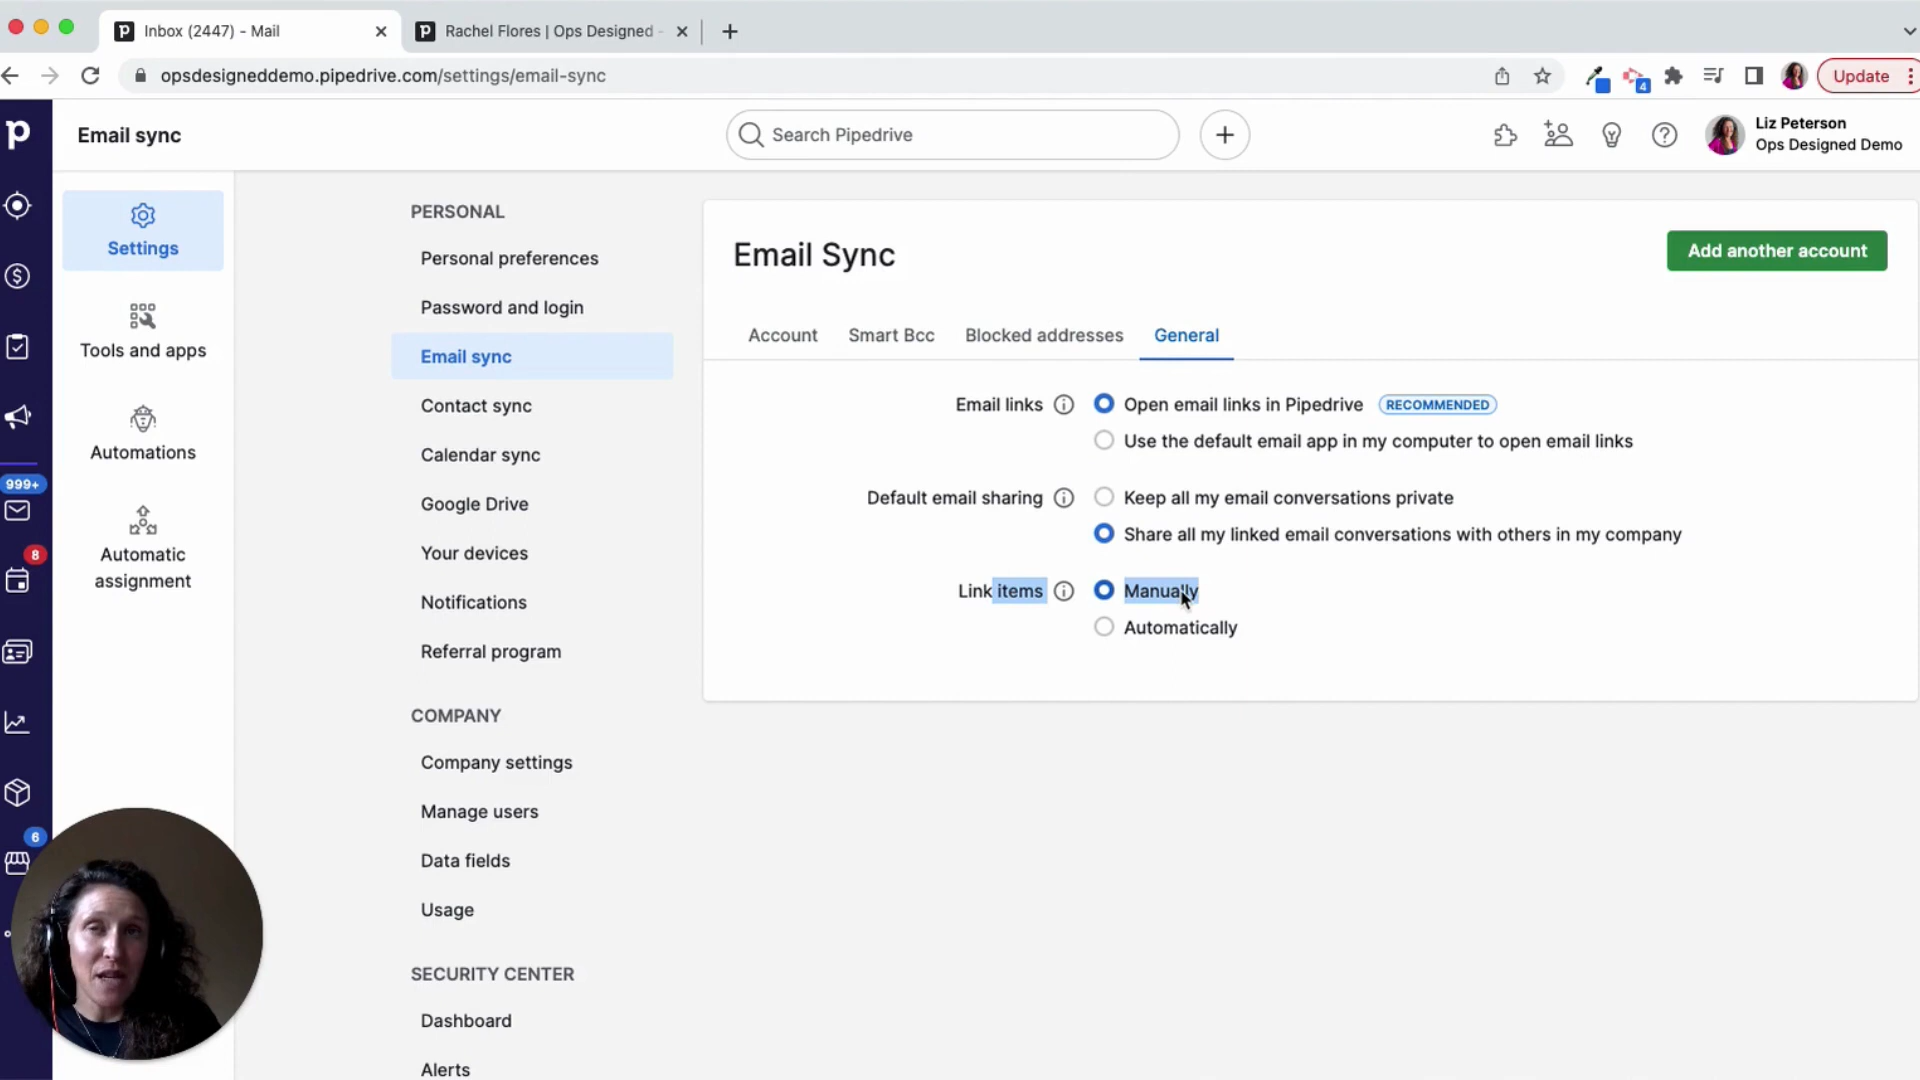 Inbox (2447) - Mail
Rachel Flores | Ops Designed -
opsdesigneddemo.pipedrive.com/settings/email-sync
4
Update
p
Email sync
Search Pipedrive
Liz Peterson
Ops Designed Demo
Settings
Tools and apps
Automations
Automatic
assignment
999+
8
6
PERSONAL
Personal preferences
Password and login
Email sync
Contact sync
Calendar sync
Google Drive
Your devices
Notifications
Referral program
COMPANY
Company settings
Manage users
Data fields
Usage
SECURITY CENTER
Dashboard
Alerts
Email Sync
Add another account
Account
Smart Bcc
Blocked addresses
General
Email links
Open email links in Pipedrive
RECOMMENDED
Use the default email app in my computer to open email links
Default email sharing
Keep all my email conversations private
Share all my linked email conversations with others in my company
Link items
Manually
Automatically